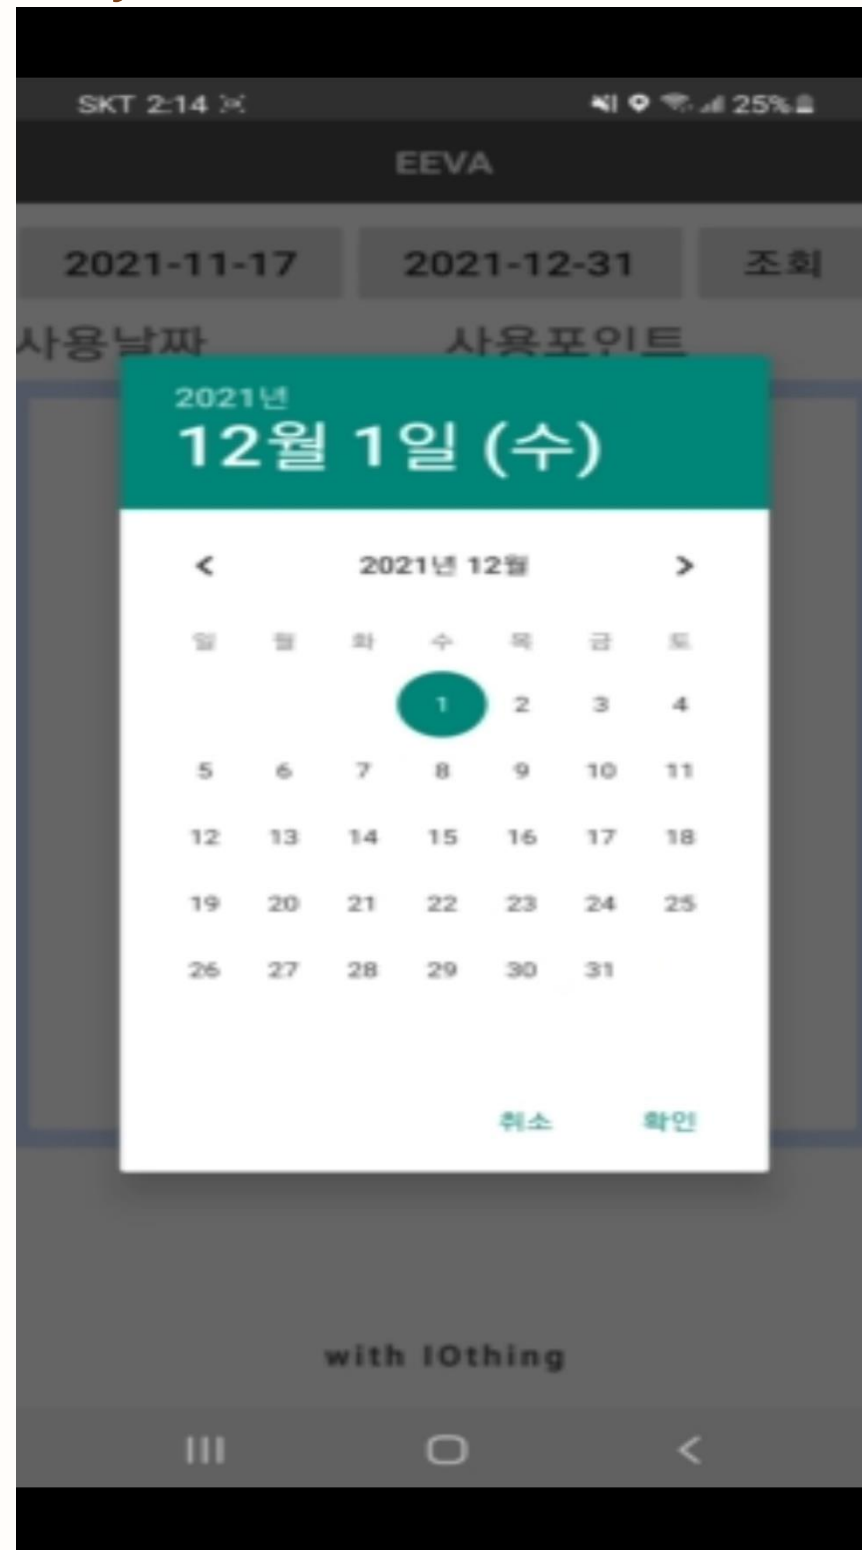 SKT 2:14 25%
EEVA
2021-11-17 2021-12-31 조회
사용날짜 사용포인트
2021년
12월 1일 (수)
< 2021년 12월 >
일 월 화 수 목 금 토
1 2 3 4
5 6 7 8 9 10 11
12 13 14 15 16 17 18
19 20 21 22 23 24 25
26 27 28 29 30 31
취소 확인
with IOthing